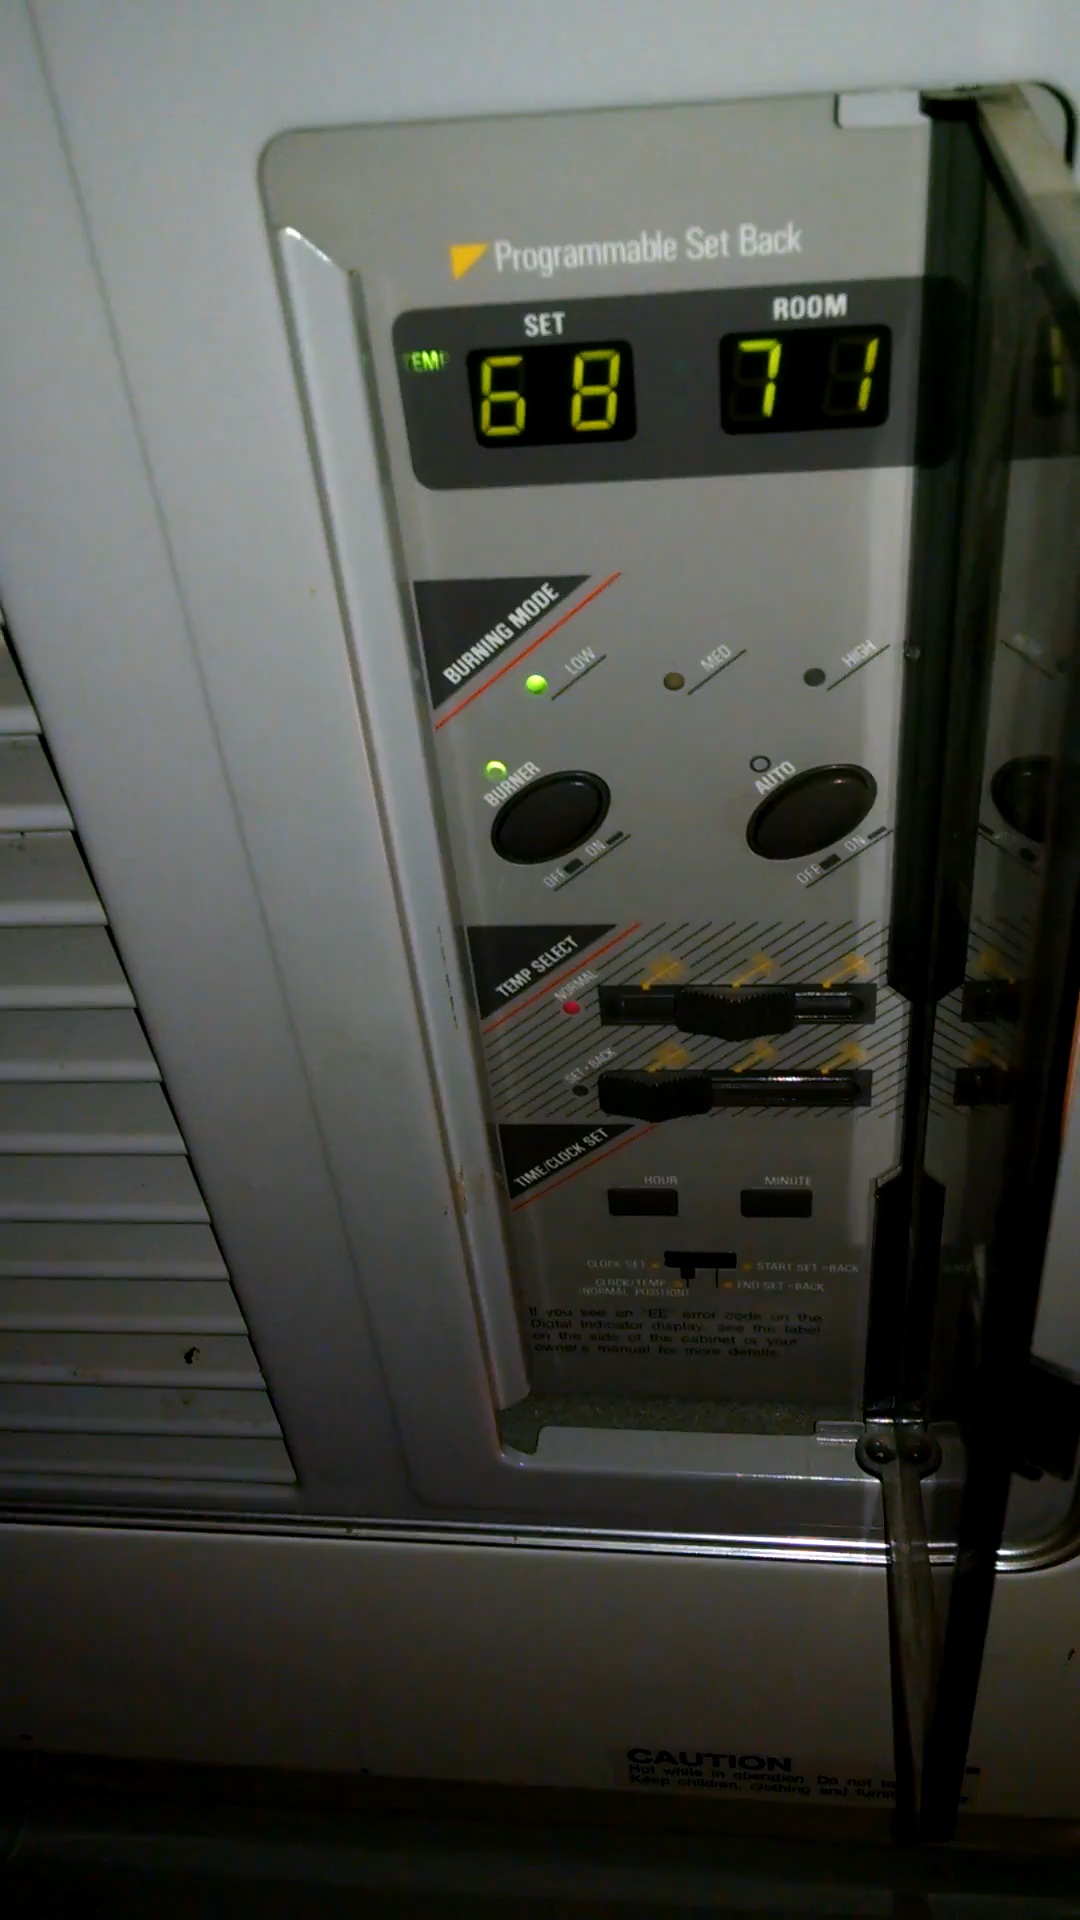 Programmable Set Back
SET
ROOM
TEMP
68
71
BURNING MODE
LOW
MED
HIGH
BURNER
AUTO
OFF ON
OFF ON
TEMP SELECT
NORMAL
SET-BACK
TIME/CLOCK SET
HOUR
MINUTE
CLOCK SET
START SET-BACK
CLOCK/TEMP
(NORMAL POSITION)
END SET-BACK
If you see an "EE" error code on the
Digital Indicator display, see the label
on the side of the cabinet or your
owner's manual for more details.
CAUTION
Hot while in operation. Do not
Keep children, clothing and